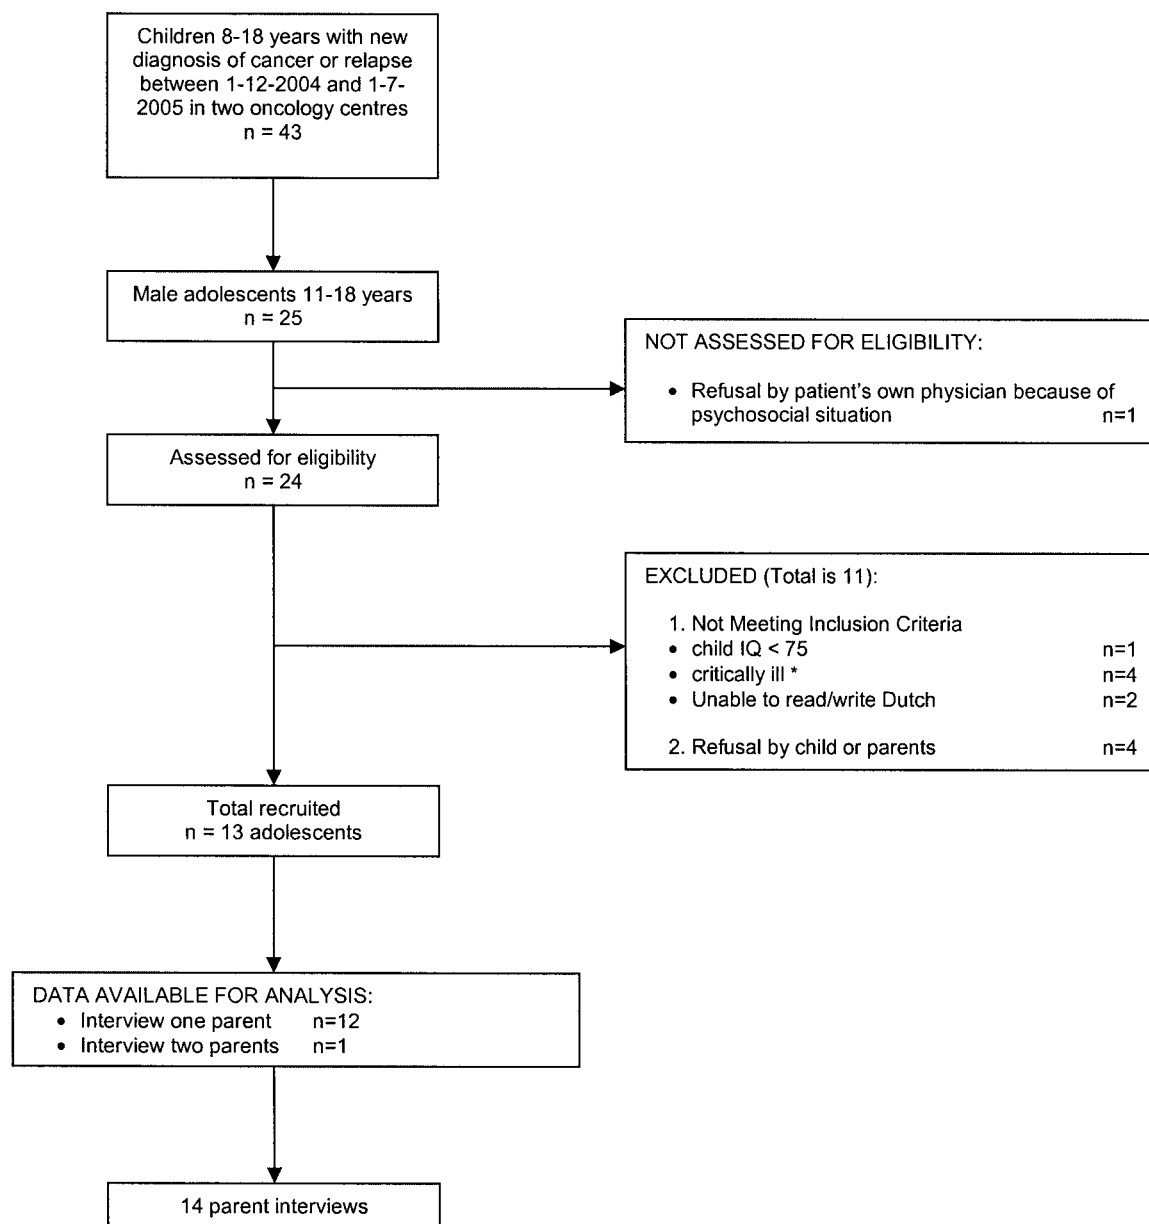 Children 8-18 years with new
diagnosis of cancer or relapse
between 1-12-2004 and 1-7-
2005 in two oncology centres
n = 43
Male adolescents 11-18 years
n = 25
NOT ASSESSED FOR ELIGIBILITY:
• Refusal by patient's own physician because of
psychosocial situation n=1
Assessed for eligibility
n = 24
EXCLUDED (Total is 11):
1. Not Meeting Inclusion Criteria
• child IQ < 75 n=1
• critically ill * n=4
• Unable to read/write Dutch n=2
2. Refusal by child or parents n=4
Total recruited
n = 13 adolescents
DATA AVAILABLE FOR ANALYSIS:
• Interview one parent n=12
• Interview two parents n=1
14 parent interviews